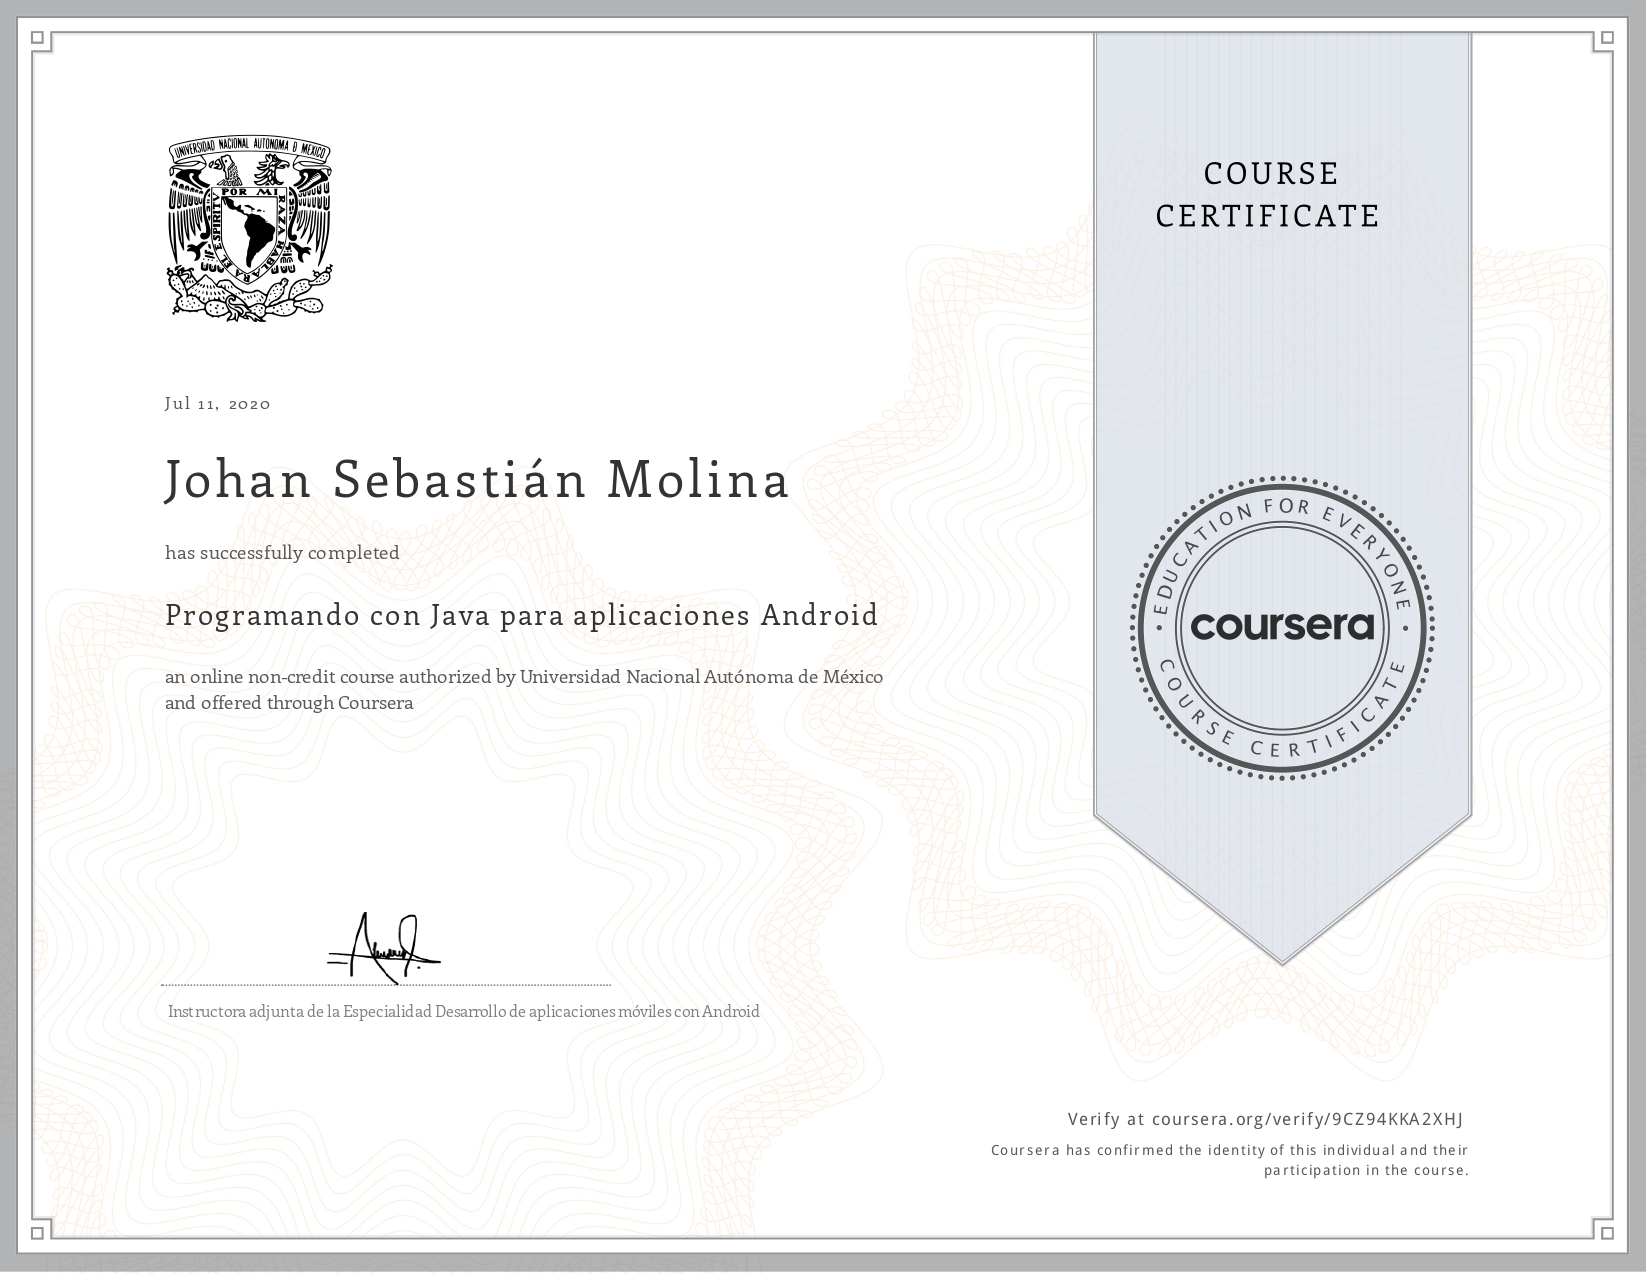 UNIVERSIDAD NACIONAL AUTONOMA D MEXICO
POR MI RAZA HABLARA EL ESPIRITV
COURSE
CERTIFICATE
Jul 11, 2020
Johan Sebastián Molina
has successfully completed
Programando con Java para aplicaciones Android
an online non-credit course authorized by Universidad Nacional Autónoma de México
and offered through Coursera
EDUCATION FOR EVERYONE
coursera
COURSE CERTIFICATE
Instructora adjunta de la Especialidad Desarrollo de aplicaciones móviles con Android
Verify at coursera.org/verify/9CZ94KKA2XHJ
Coursera has confirmed the identity of this individual and their
participation in the course.